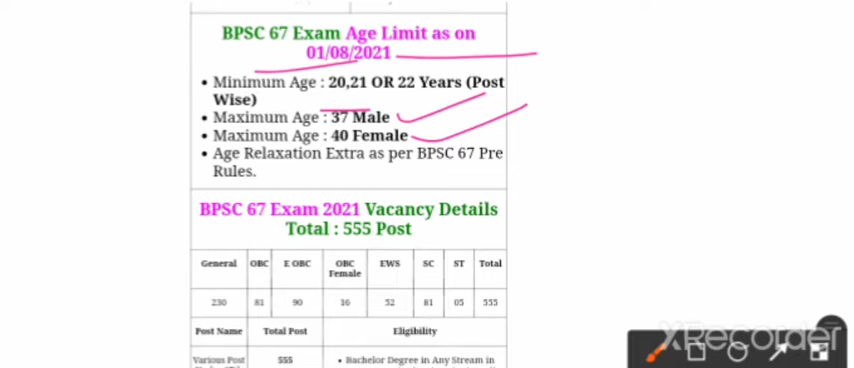 BPSC 67 Exam Age Limit as on
01/08/2021
• Minimum Age : 20,21 OR 22 Years (Post
Wise)
• Maximum Age : 37 Male
• Maximum Age : 40 Female
• Age Relaxation Extra as per BPSC 67 Pre
Rules.
BPSC 67 Exam 2021 Vacancy Details
Total : 555 Post
General OBC E OBC OBC EWS SC ST Total
Female
230 81 90 16 52 81 05 555
Post Name Total Post Eligibility
Various Post 555 • Bachelor Degree in Any Stream in
XRecorder